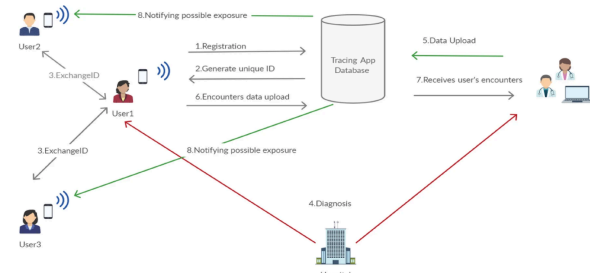 8.Notifying possible exposure
User2
1.Registration
5.Data Upload
Tracing App
Database
2.Generate unique ID
3.ExchangeID
7.Receives user's encounters
6.Encounters data upload
User1
3.ExchangeID
8.Notifying possible exposure
4.Diagnosis
User3